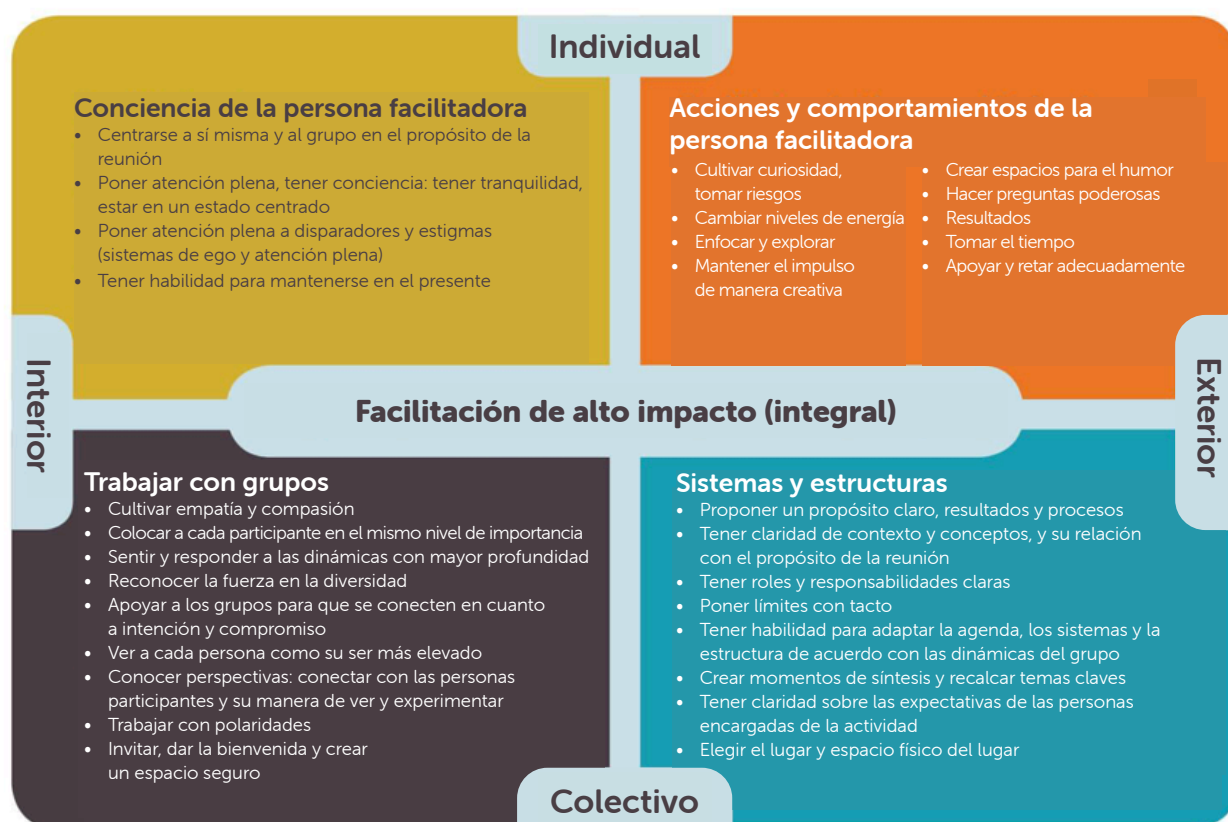 Individual
Conciencia de la persona facilitadora
• Centrarse a sí misma y al grupo en el propósito de la
reunión
• Poner atención plena, tener conciencia: tener tranquilidad,
estar en un estado centrado
• Poner atención plena a disparadores y estigmas
(sistemas de ego y atención plena)
• Tener habilidad para mantenerse en el presente
Acciones y comportamientos de la
persona facilitadora
• Cultivar curiosidad,
tomar riesgos
• Cambiar niveles de energía
• Enfocar y explorar
• Mantener el impulso
de manera creativa
• Crear espacios para el humor
• Hacer preguntas poderosas
• Resultados
• Tomar el tiempo
• Apoyar y retar adecuadamente
Interior
Facilitación de alto impacto (integral)
Exterior
Trabajar con grupos
• Cultivar empatía y compasión
• Colocar a cada participante en el mismo nivel de importancia
• Sentir y responder a las dinámicas con mayor profundidad
• Reconocer la fuerza en la diversidad
• Apoyar a los grupos para que se conecten en cuanto
a intención y compromiso
• Ver a cada persona como su ser más elevado
• Conocer perspectivas: conectar con las personas
participantes y su manera de ver y experimentar
• Trabajar con polaridades
• Invitar, dar la bienvenida y crear
un espacio seguro
Sistemas y estructuras
• Proponer un propósito claro, resultados y procesos
• Tener claridad de contexto y conceptos, y su relación
con el propósito de la reunión
• Tener roles y responsabilidades claras
• Poner límites con tacto
• Tener habilidad para adaptar la agenda, los sistemas y la
estructura de acuerdo con las dinámicas del grupo
• Crear momentos de síntesis y recalcar temas claves
• Tener claridad sobre las expectativas de las personas
encargadas de la actividad
• Elegir el lugar y espacio físico del lugar
Colectivo